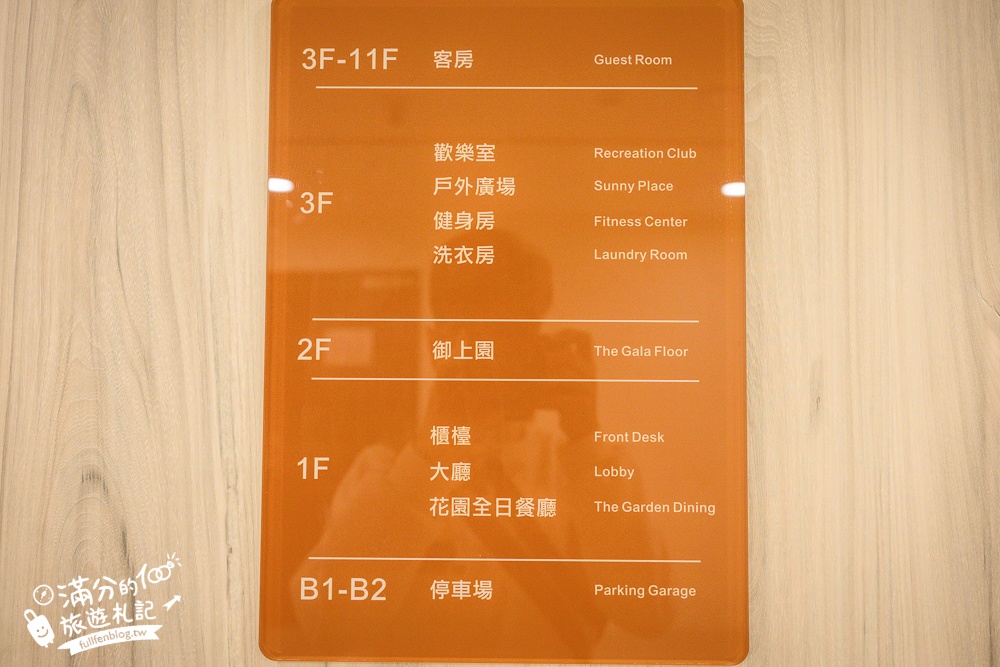 3F-11F 客房 Guest Room
歡樂室 Recreation Club
戶外廣場 Sunny Place
3F
健身房 Fitness Center
洗衣房 Laundry Room
2F 御上園 The Gala Floor
櫃檯 Front Desk
1F 大廳 Lobby
花園全日餐廳 The Garden Dining
B1-B2 停車場 Parking Garage
滿分的
旅遊札記
fullfenblog.tw